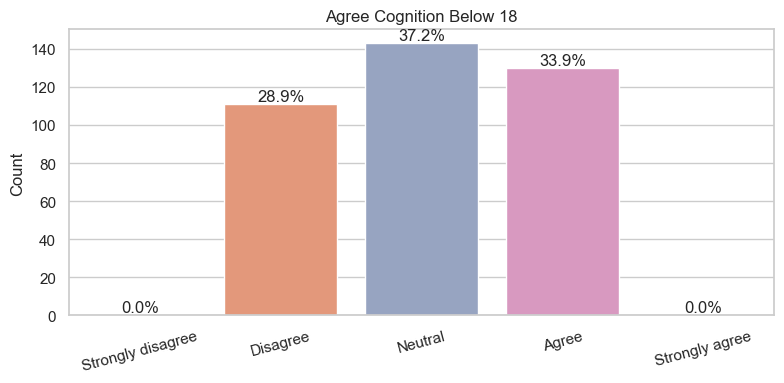 Agree Cognition Below 18
Count
140
120
100
80
60
40
20
0
0.0%
28.9%
37.2%
33.9%
0.0%
Strongly disagree
Disagree
Neutral
Agree
Strongly agree